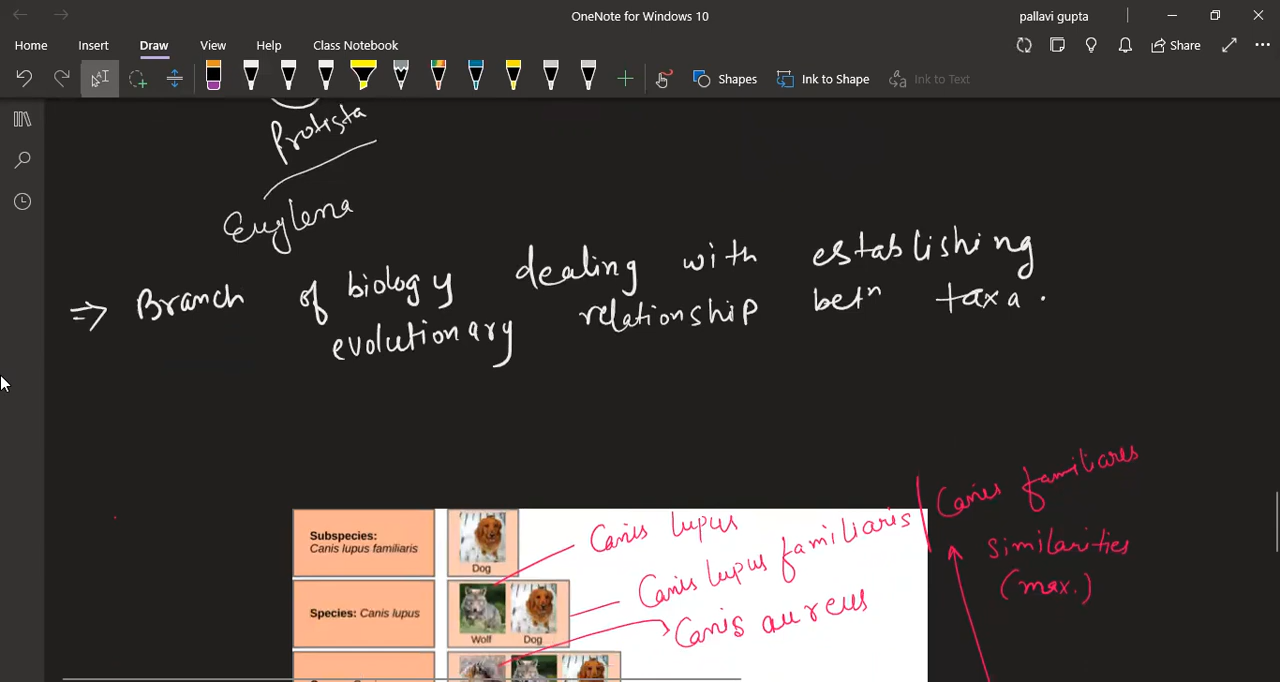 OneNote for Windows 10
pallavi gupta
Home Insert Draw View Help Class Notebook
Share
Shapes Ink to Shape Ink to Text
Protista
Euglena
⇒ Branch of biology dealing with establishing
evolutionary relationship betⁿ taxa.
Canis familiares
similarities
(max.)
Subspecies:
Canis lupus familiaris
Dog
Canis lupus
Canis lupus familiaris
Species: Canis lupus
Wolf Dog
Canis aureus